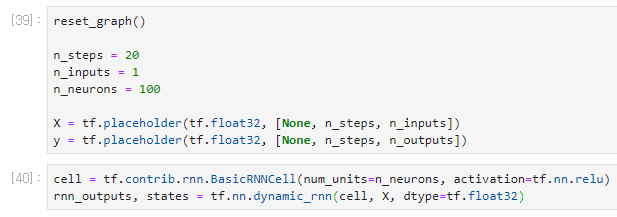 [39]:
reset_graph()
n_steps = 20
n_inputs = 1
n_neurons = 100
X = tf.placeholder(tf.float32, [None, n_steps, n_inputs])
y = tf.placeholder(tf.float32, [None, n_steps, n_outputs])
[40]:
cell = tf.contrib.rnn.BasicRNNCell(num_units=n_neurons, activation=tf.nn.relu)
rnn_outputs, states = tf.nn.dynamic_rnn(cell, X, dtype=tf.float32)